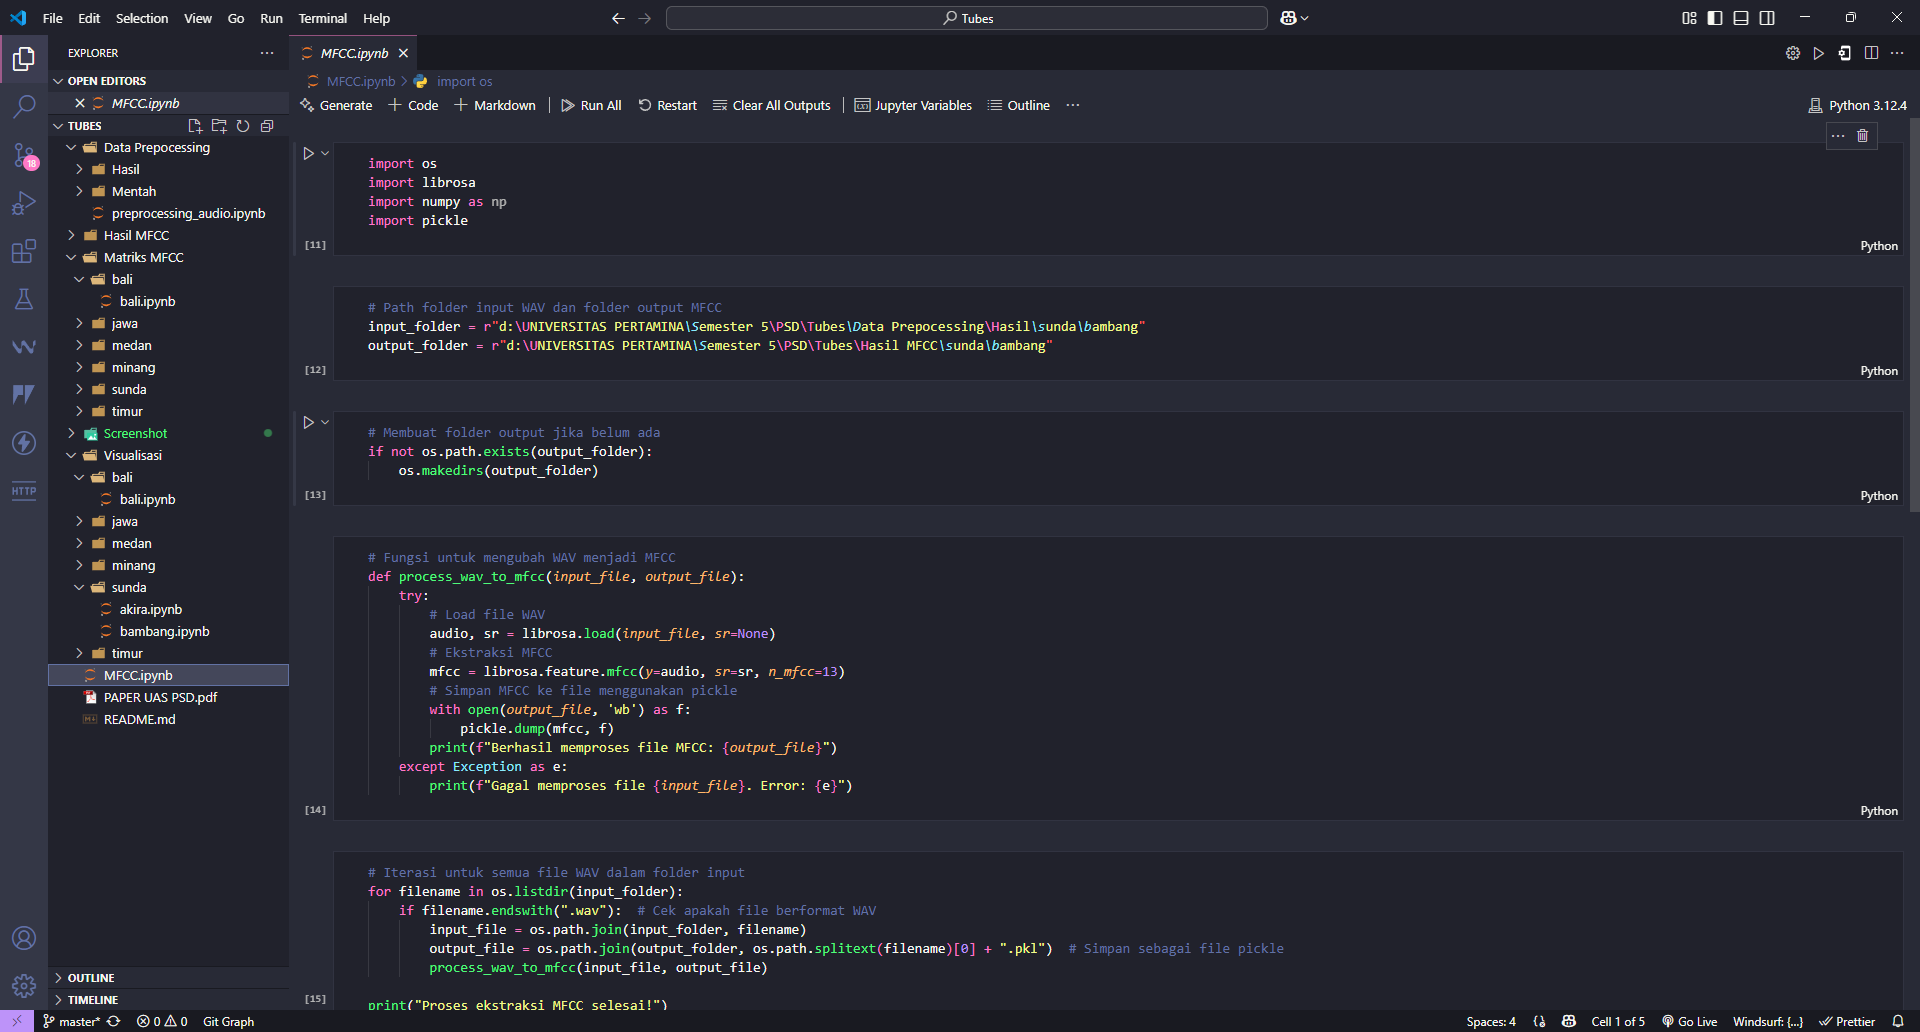 File Edit Selection View Go Run Terminal Help
Tubes
EXPLORER
OPEN EDITORS
MFCC.ipynb
TUBES
Data Prepocessing
Hasil
Mentah
preprocessing_audio.ipynb
Hasil MFCC
Matriks MFCC
bali
bali.ipynb
jawa
medan
minang
sunda
timur
Screenshot
Visualisasi
bali
bali.ipynb
jawa
medan
minang
sunda
akira.ipynb
bambang.ipynb
timur
MFCC.ipynb
PAPER UAS PSD.pdf
README.md
OUTLINE
TIMELINE
18
HTTP
MFCC.ipynb
MFCC.ipynb > import os
Generate + Code + Markdown Run All Restart Clear All Outputs Jupyter Variables Outline ...
Python 3.12.4
import os
import librosa
import numpy as np
import pickle
[11]
Python
# Path folder input WAV dan folder output MFCC
input_folder = r"d:\UNIVERSITAS PERTAMINA\Semester 5\PSD\Tubes\Data Prepocessing\Hasil\sunda\bambang"
output_folder = r"d:\UNIVERSITAS PERTAMINA\Semester 5\PSD\Tubes\Hasil MFCC\sunda\bambang"
[12]
Python
# Membuat folder output jika belum ada
if not os.path.exists(output_folder):
    os.makedirs(output_folder)
[13]
Python
# Fungsi untuk mengubah WAV menjadi MFCC
def process_wav_to_mfcc(input_file, output_file):
    try:
        # Load file WAV
        audio, sr = librosa.load(input_file, sr=None)
        # Ekstraksi MFCC
        mfcc = librosa.feature.mfcc(y=audio, sr=sr, n_mfcc=13)
        # Simpan MFCC ke file menggunakan pickle
        with open(output_file, 'wb') as f:
            pickle.dump(mfcc, f)
        print(f"Berhasil memproses file MFCC: {output_file}")
    except Exception as e:
        print(f"Gagal memproses file {input_file}. Error: {e}")
[14]
Python
# Iterasi untuk semua file WAV dalam folder input
for filename in os.listdir(input_folder):
    if filename.endswith(".wav"):  # Cek apakah file berformat WAV
        input_file = os.path.join(input_folder, filename)
        output_file = os.path.join(output_folder, os.path.splitext(filename)[0] + ".pkl")  # Simpan sebagai file pickle
        process_wav_to_mfcc(input_file, output_file)
print("Proses ekstraksi MFCC selesai!")
[15]
master* 0 0 Git Graph
Spaces: 4 Cell 1 of 5 Go Live Windsurf: {...} Prettier